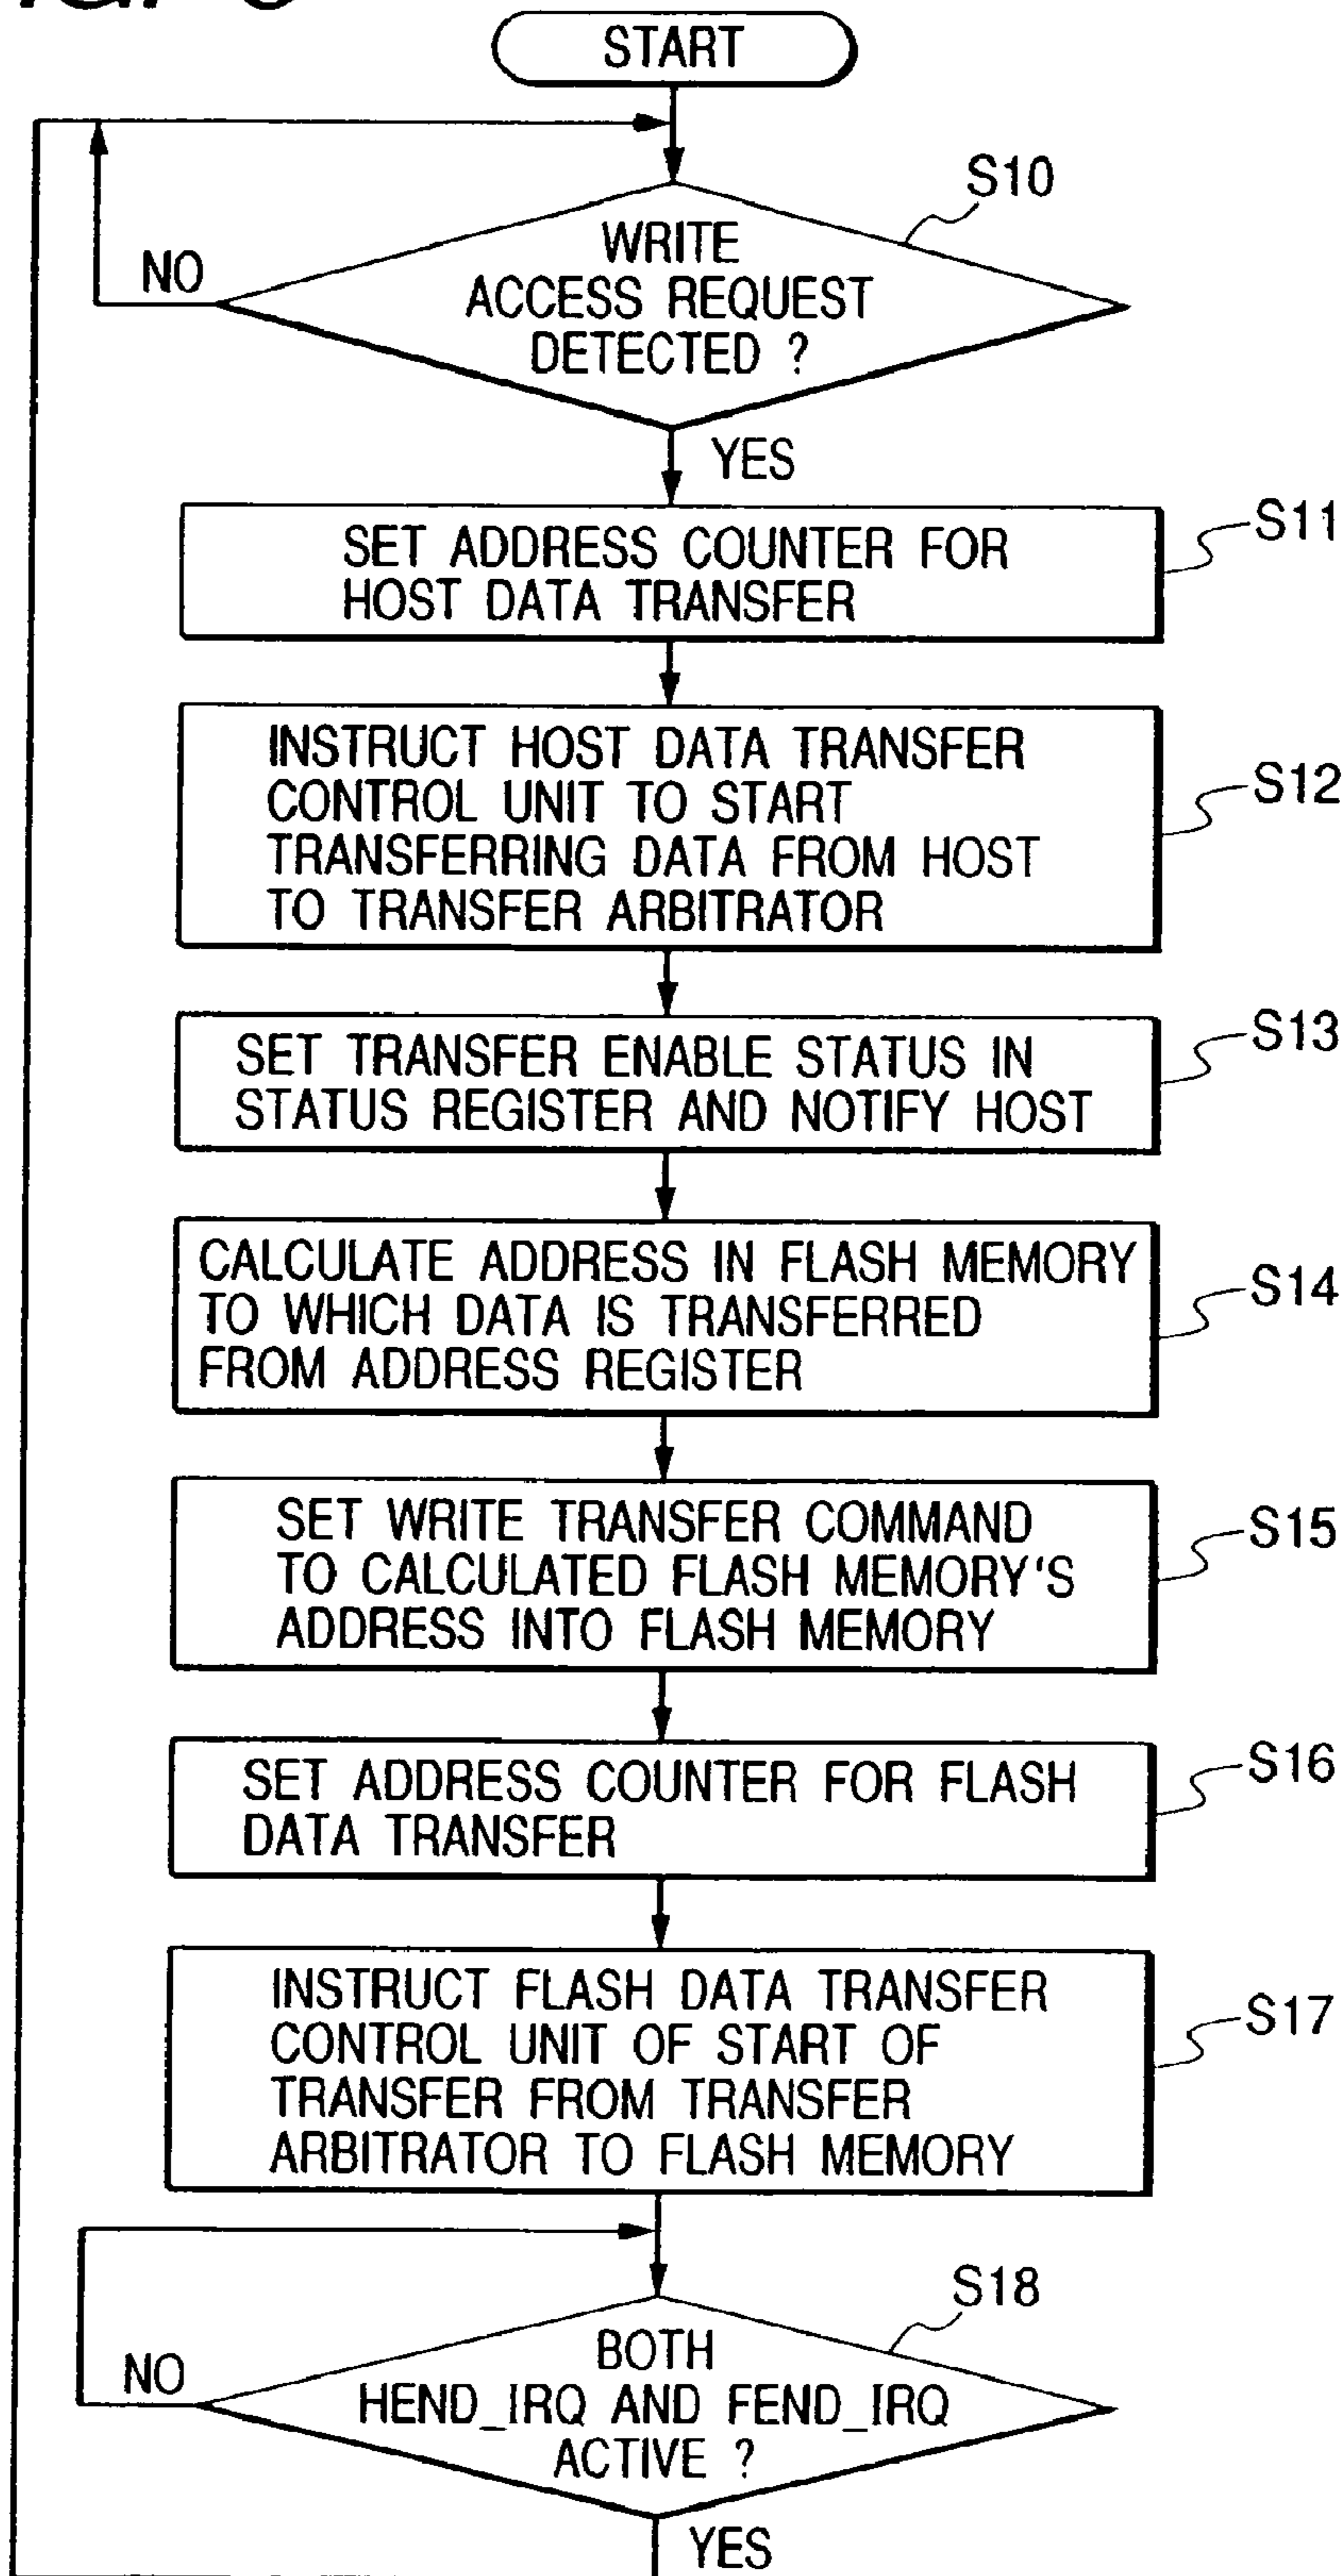 START
S10
WRITE
ACCESS REQUEST
DETECTED ?
NO
YES
SET ADDRESS COUNTER FOR
HOST DATA TRANSFER
S11
INSTRUCT HOST DATA TRANSFER
CONTROL UNIT TO START
TRANSFERRING DATA FROM HOST
TO TRANSFER ARBITRATOR
S12
SET TRANSFER ENABLE STATUS IN
STATUS REGISTER AND NOTIFY HOST
S13
CALCULATE ADDRESS IN FLASH MEMORY
TO WHICH DATA IS TRANSFERRED
FROM ADDRESS REGISTER
S14
SET WRITE TRANSFER COMMAND
TO CALCULATED FLASH MEMORY'S
ADDRESS INTO FLASH MEMORY
S15
SET ADDRESS COUNTER FOR FLASH
DATA TRANSFER
S16
INSTRUCT FLASH DATA TRANSFER
CONTROL UNIT OF START OF
TRANSFER FROM TRANSFER
ARBITRATOR TO FLASH MEMORY
S17
S18
BOTH
HEND_IRQ AND FEND_IRQ
ACTIVE ?
NO
YES